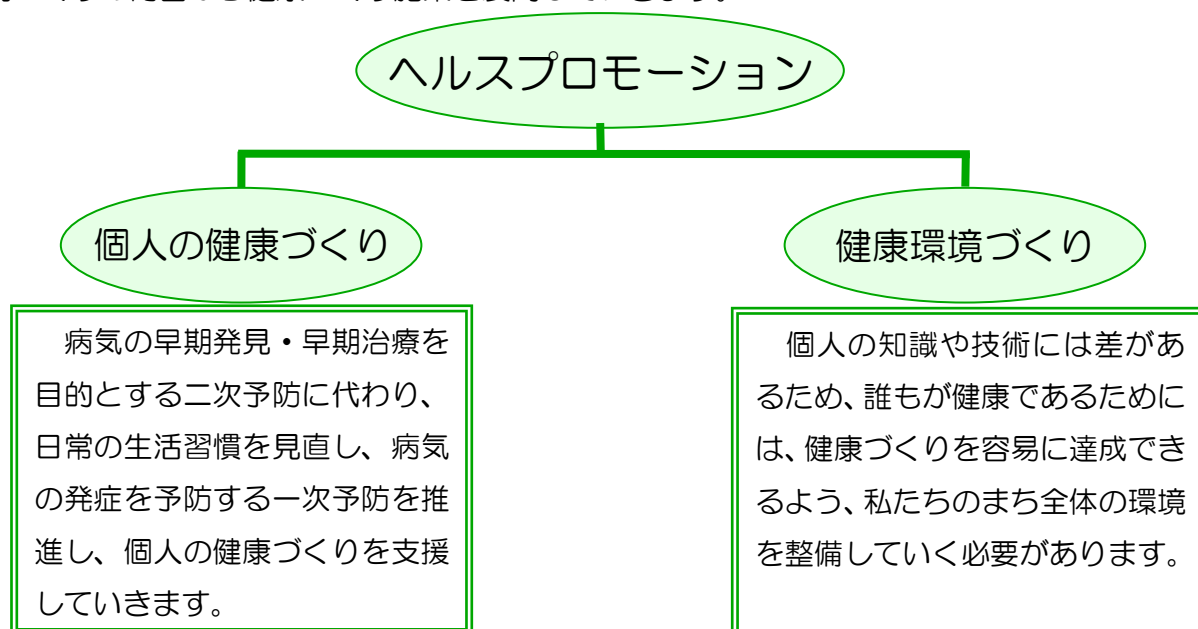 ヘルスプロモーション
個人の健康づくり
健康環境づくり
病気の早期発見・早期治療を
目的とする二次予防に代わり、
日常の生活習慣を見直し、病気
の発症を予防する一次予防を推
進し、個人の健康づくりを支援
していきます。
個人の知識や技術には差があ
るため、誰もが健康であるために
は、健康づくりを容易に達成でき
るよう、私たちのまち全体の環境
を整備していく必要があります。